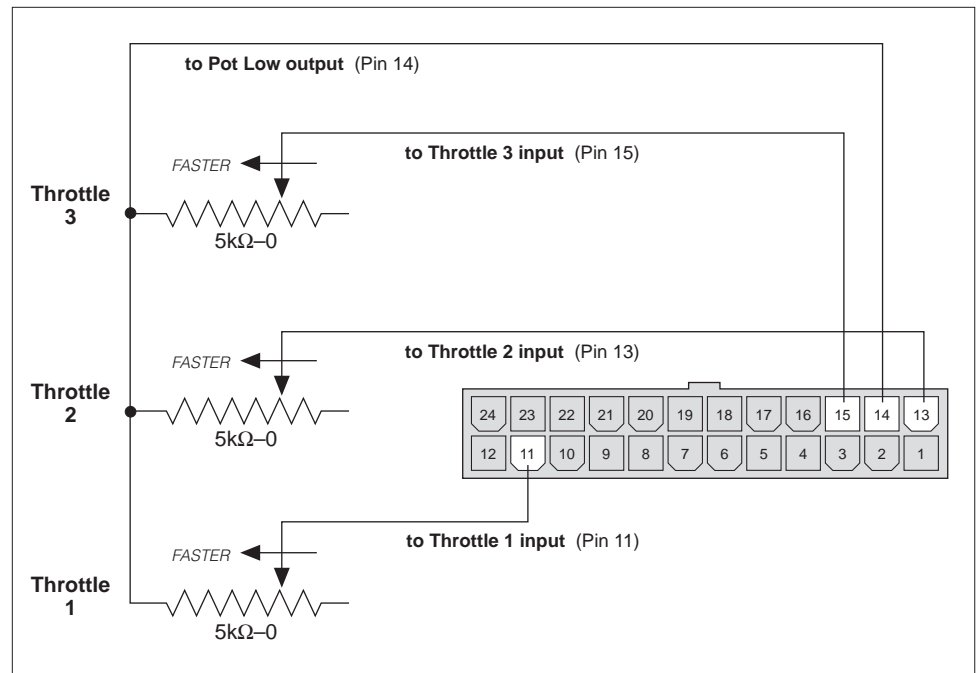 to Pot Low output (Pin 14)
to Throttle 3 input (Pin 15)
FASTER
Throttle
3
5kΩ–0
to Throttle 2 input (Pin 13)
FASTER
Throttle
2
5kΩ–0
24 23 22 21 20 19 18 17 16 15 14 13
12 11 10 9 8 7 6 5 4 3 2 1
to Throttle 1 input (Pin 11)
FASTER
Throttle
1
5kΩ–0